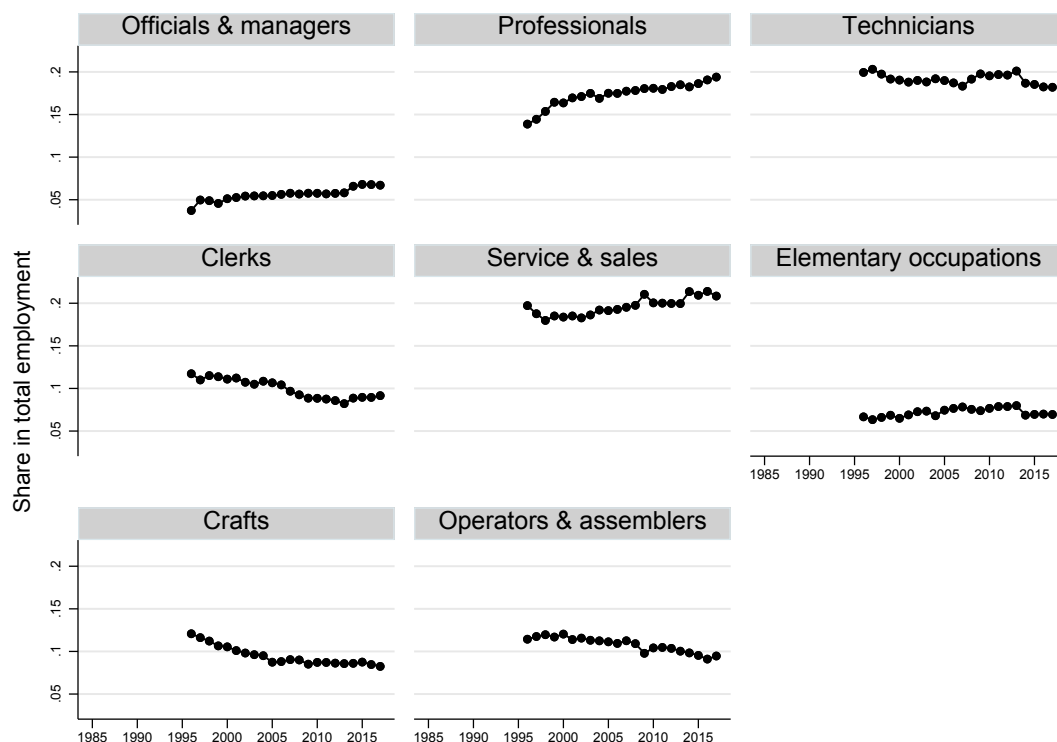 Officials & managers
Professionals
Technicians
.2
.15
.1
.05
Clerks
Service & sales
Elementary occupations
.2
.15
.1
.05
1985 1990 1995 2000 2005 2010 2015
Crafts
Operators & assemblers
.2
.15
.1
.05
1985 1990 1995 2000 2005 2010 2015
1985 1990 1995 2000 2005 2010 2015
Share in total employment